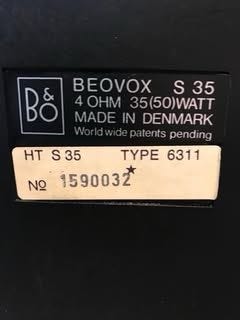 B&O
BEOVOX S 35
4 OHM 35(50)WATT
MADE IN DENMARK
World wide patents pending
HT S 35 TYPE 6311
No 1590032*